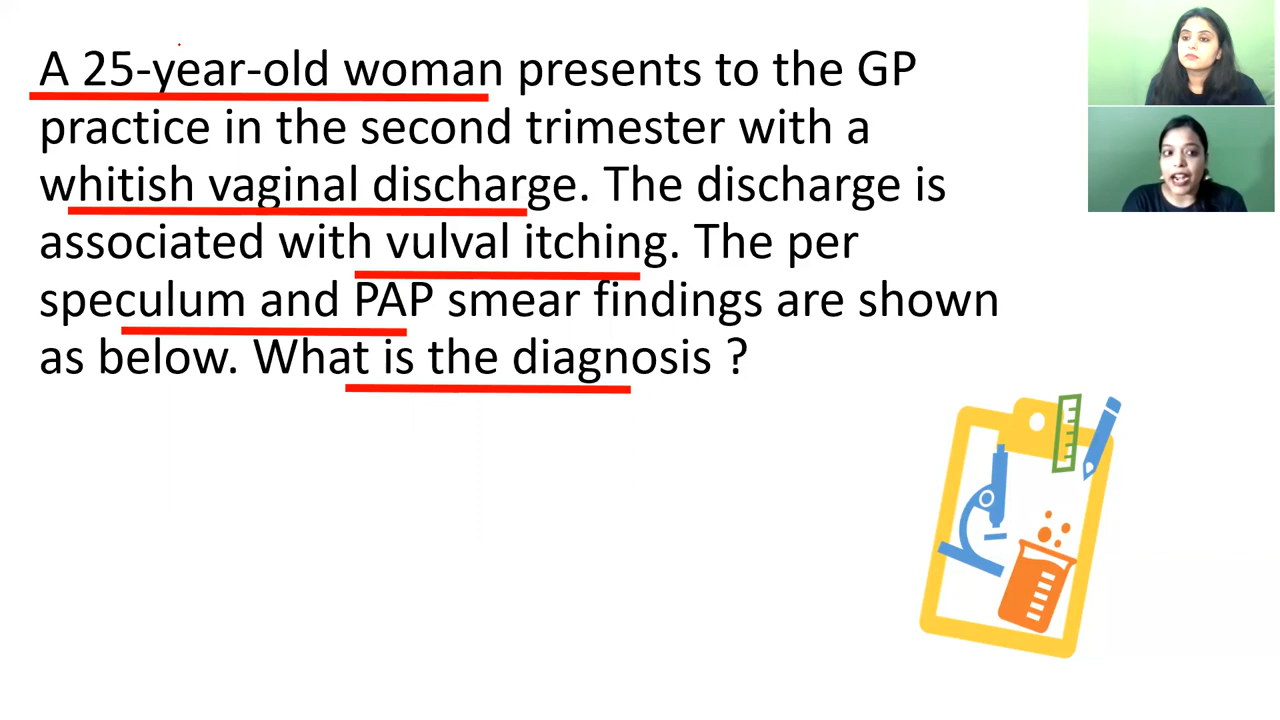 A 25-year-old woman presents to the GP
practice in the second trimester with a
whitish vaginal discharge. The discharge is
associated with vulval itching. The per
speculum and PAP smear findings are shown
as below. What is the diagnosis ?